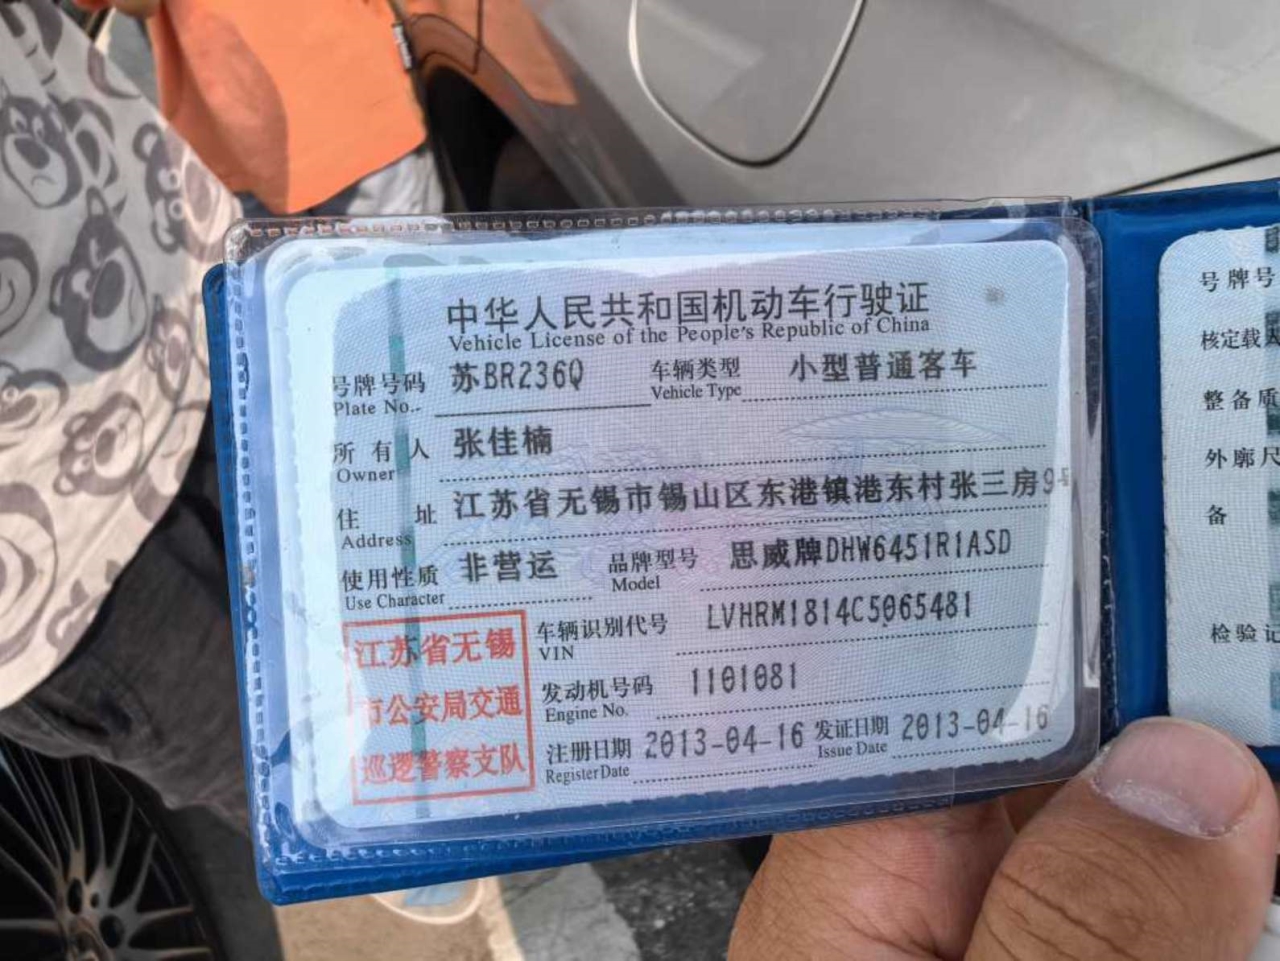 中华人民共和国机动车行驶证
Vehicle License of the People's Republic of China
号牌号码 苏BR236Q 车辆类型 小型普通客车
Plate No. Vehicle Type
所有人 张佳楠
Owner
住址 江苏省无锡市锡山区东港镇港东村张三房9号
Address
使用性质 非营运 品牌型号 思威牌DHW6451R1ASD
Use Character Model
车辆识别代号 LVHRM1814C5065481
VIN
发动机号码 1101081
Engine No.
注册日期 2013-04-16 发证日期 2013-04-16
Register Date Issue Date
江苏省无锡
市公安局交通
巡逻警察支队
号牌号
核定载人
整备质
外廓尺
备
检验记